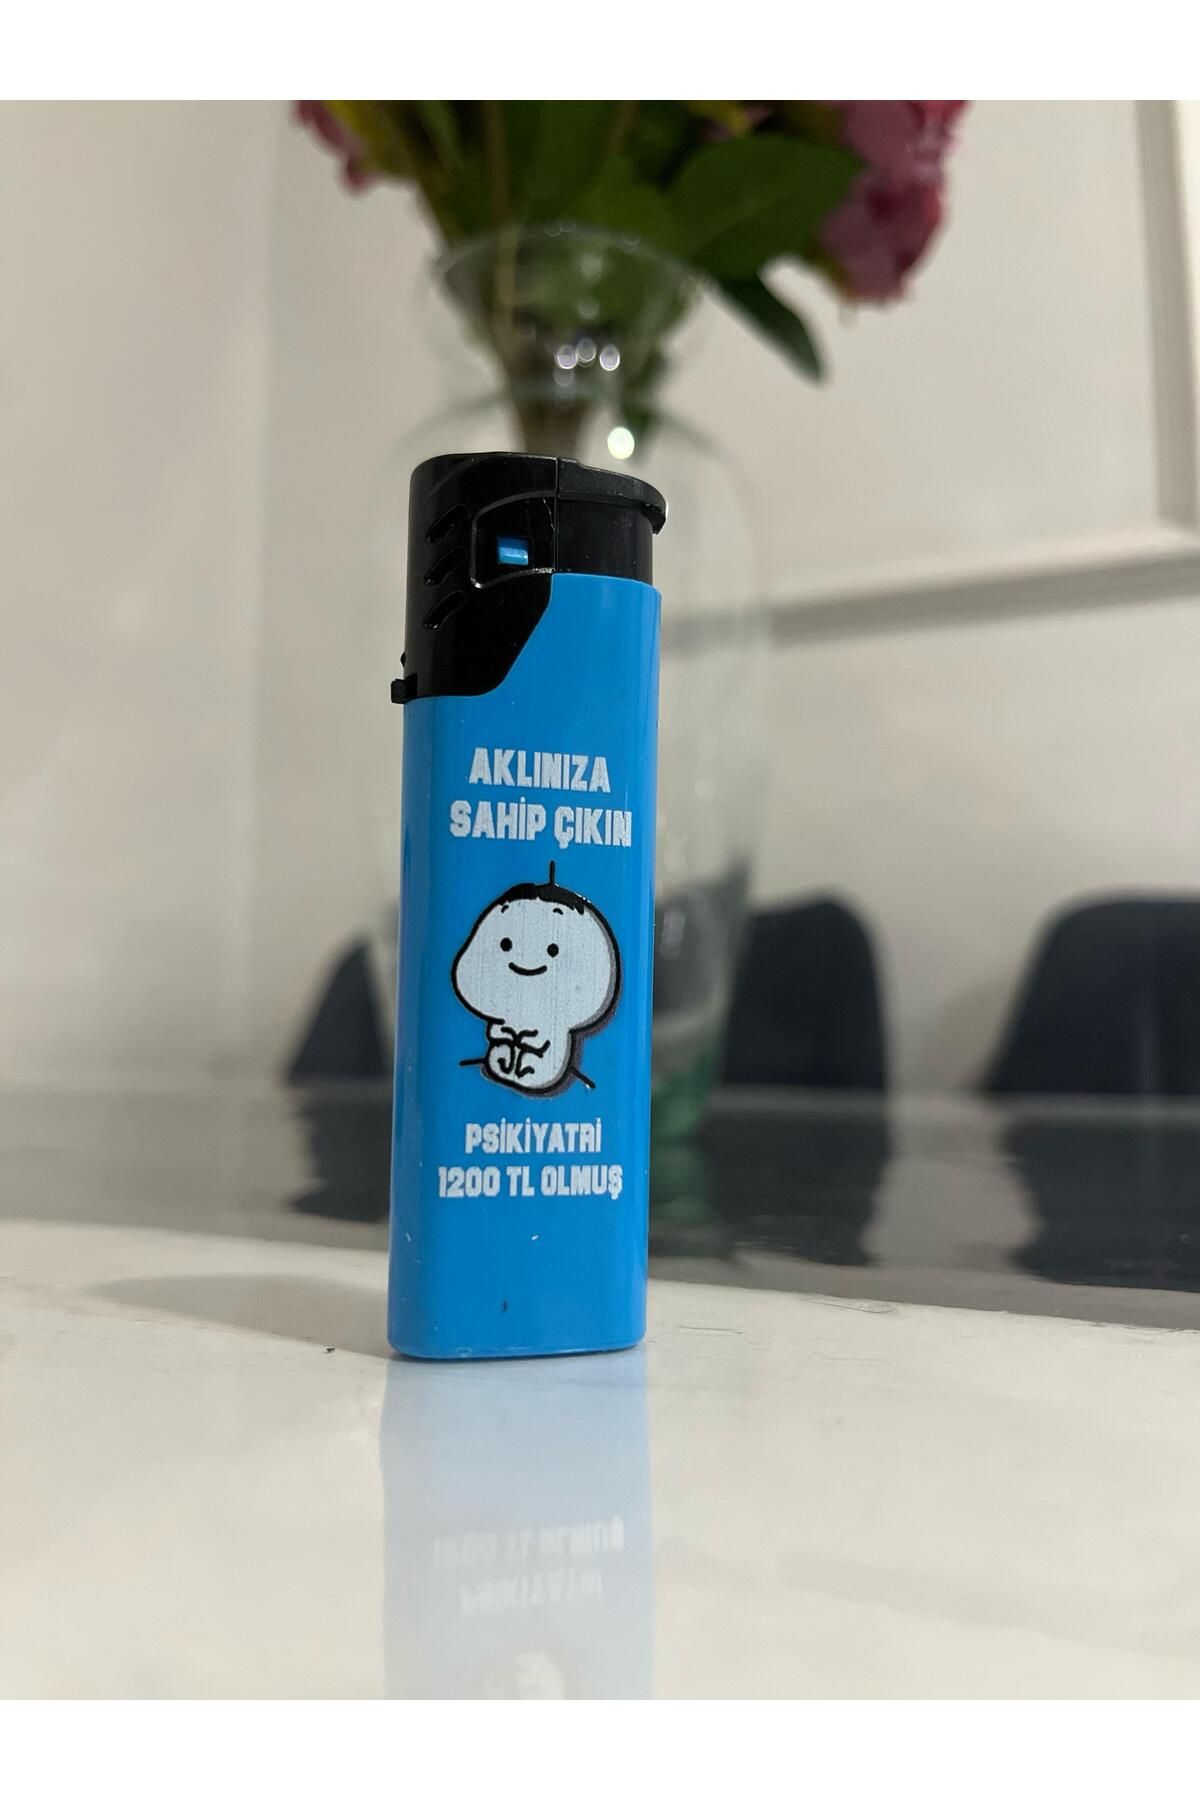 AKLINIZA
SAHİP ÇIKIN
PSİKİYATRİ
1200 TL OLMUŞ